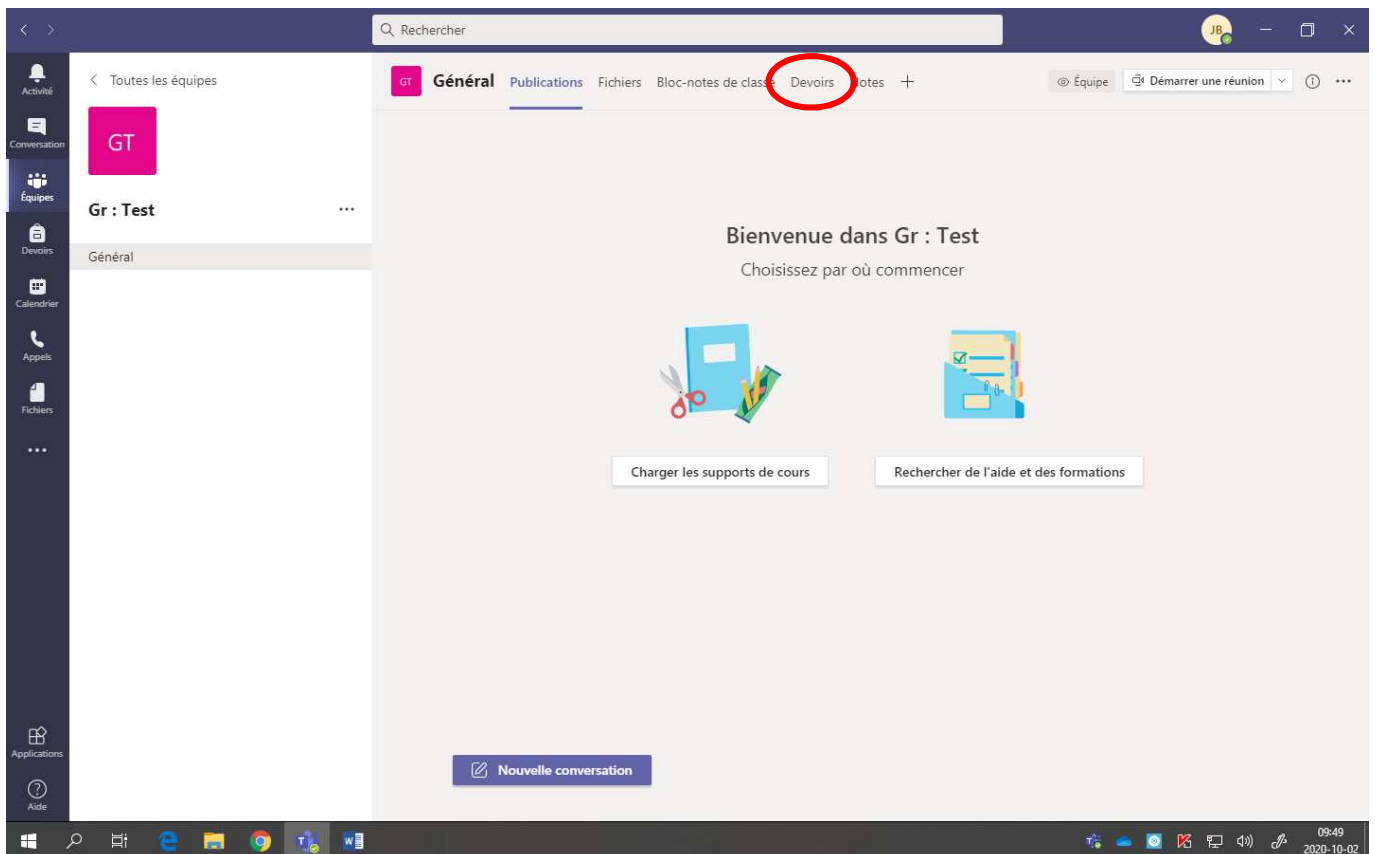 Rechercher
JB
Activité
Conversation
Équipes
Devoirs
Calendrier
Appels
Fichiers
Applications
Aide
Toutes les équipes
GT
Gr : Test
Général
GT Général Publications Fichiers Bloc-notes de classe Devoirs Notes
Équipe Démarrer une réunion
Bienvenue dans Gr : Test
Choisissez par où commencer
Charger les supports de cours Rechercher de l'aide et des formations
Nouvelle conversation
09:49
2020-10-02